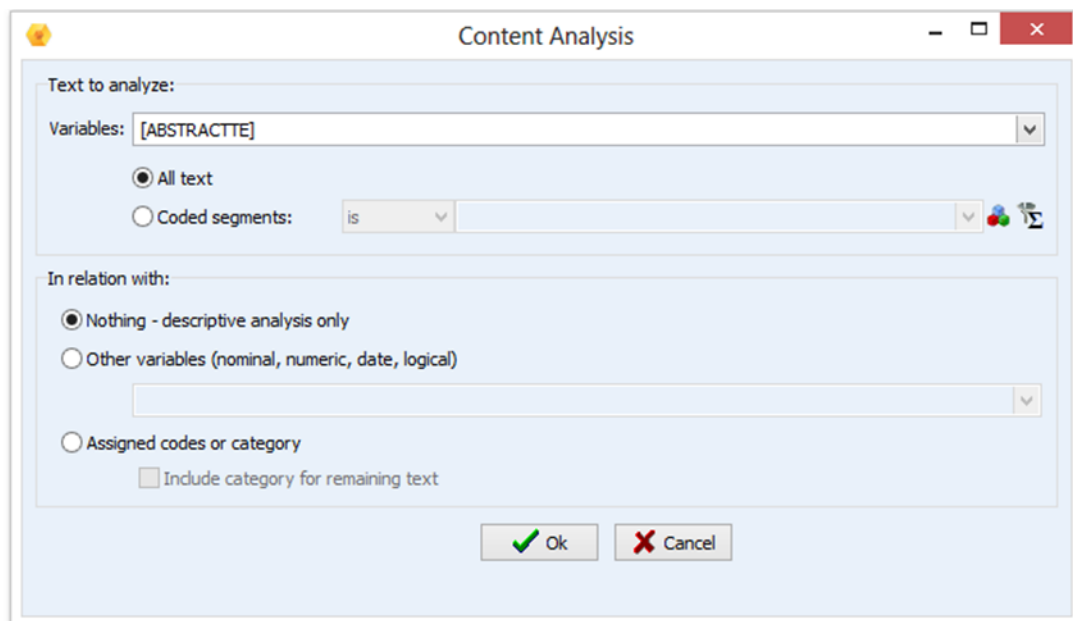 Content Analysis
Text to analyze:
Variables: [ABSTRACTTE]
All text
Coded segments: is
In relation with:
Nothing - descriptive analysis only
Other variables (nominal, numeric, date, logical)
Assigned codes or category
Include category for remaining text
Ok Cancel